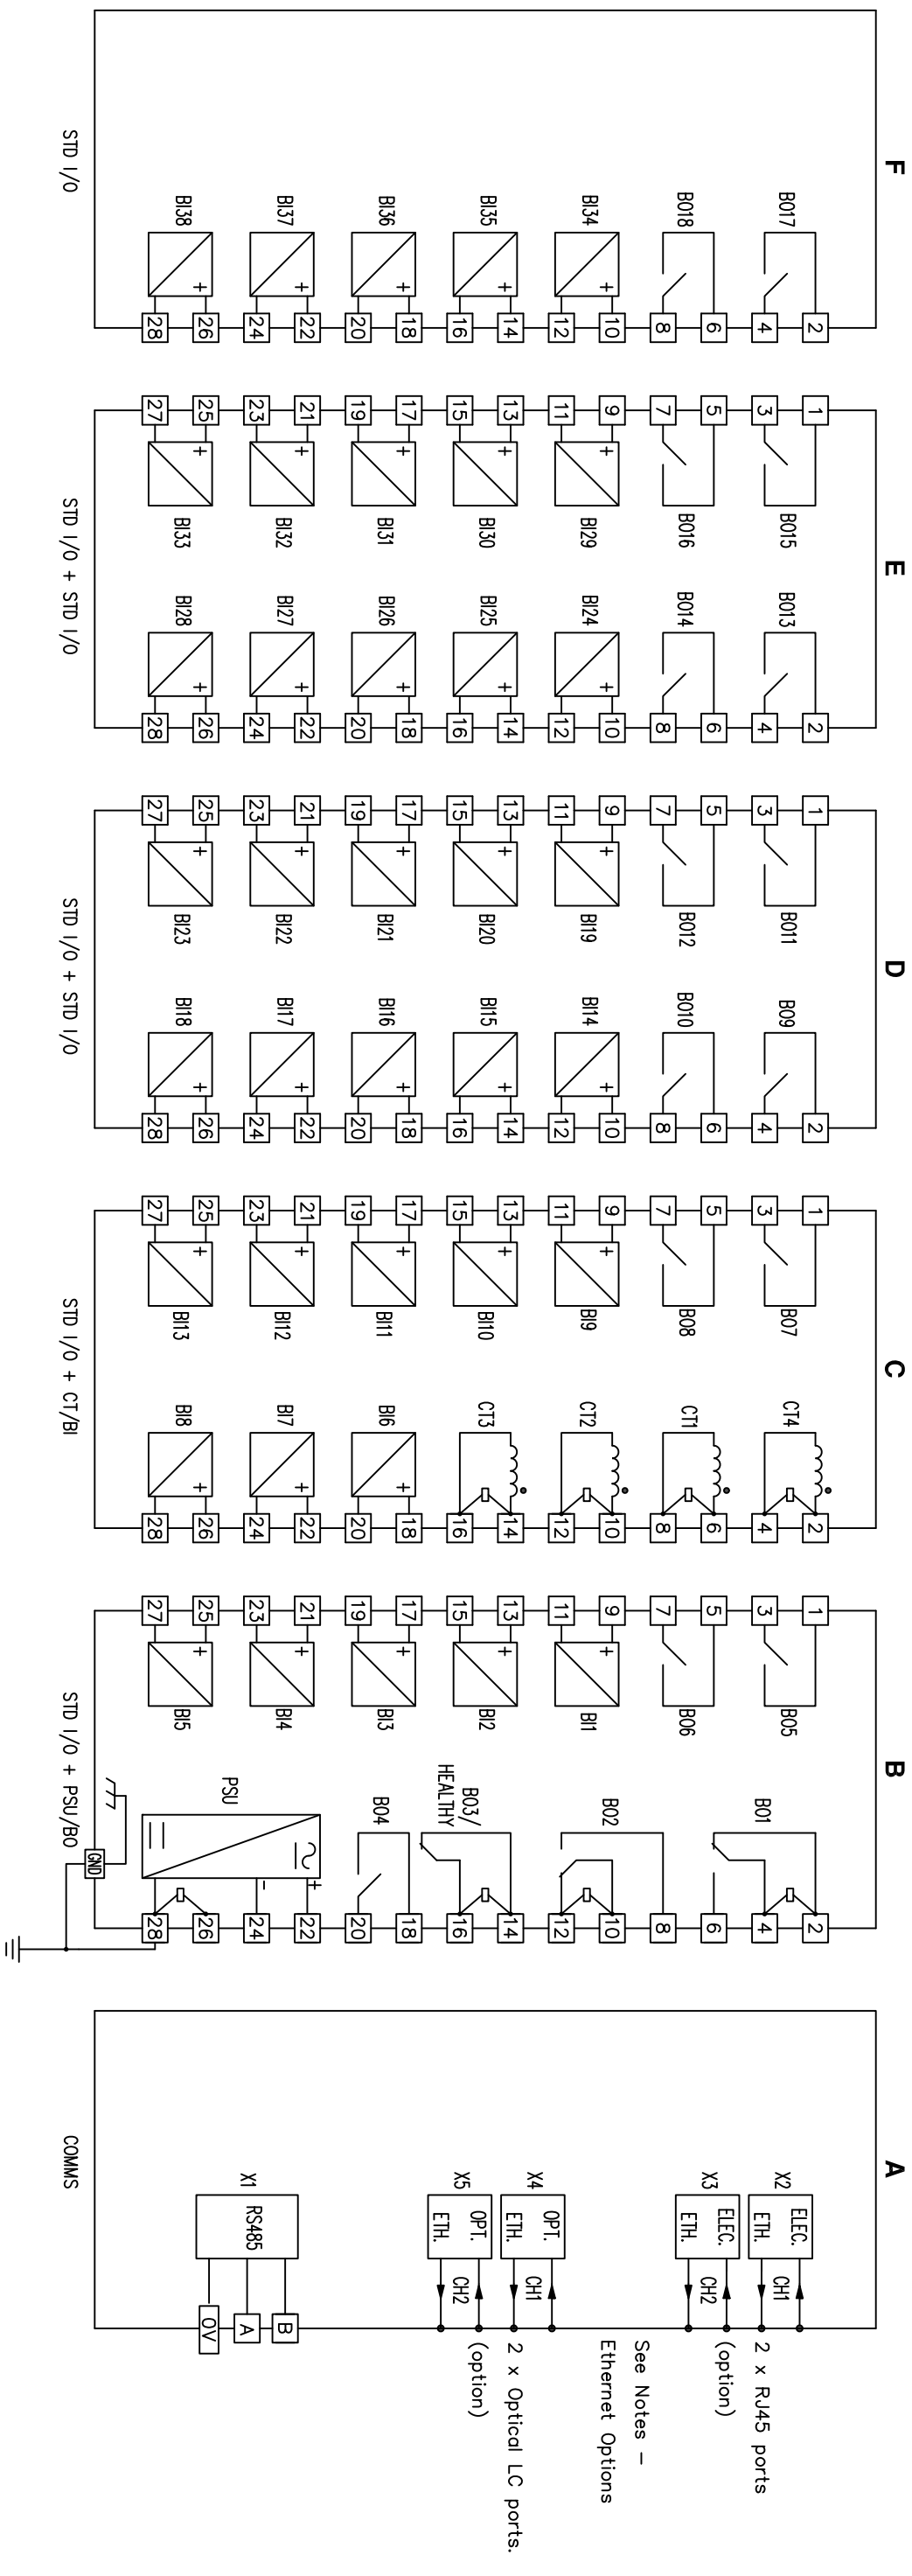 F
BO17
2
4
BO18
6
8
BI34
+
10
12
BI35
+
14
16
BI36
+
18
20
BI37
+
22
24
BI38
+
26
28
STD I/O
E
1
3
BO15
5
7
BO16
9
11
+
BI29
13
15
+
BI30
17
19
+
BI31
21
23
+
BI32
25
27
+
BI33
BO13
2
4
BO14
6
8
BI24
+
10
12
BI25
+
14
16
BI26
+
18
20
BI27
+
22
24
BI28
+
26
28
STD I/O + STD I/O
D
1
3
BO11
5
7
BO12
9
11
+
BI19
13
15
+
BI20
17
19
+
BI21
21
23
+
BI22
25
27
+
BI23
BO9
2
4
BO10
6
8
BI14
+
10
12
BI15
+
14
16
BI16
+
18
20
BI17
+
22
24
BI18
+
26
28
STD I/O + STD I/O
C
1
3
BO7
5
7
BO8
9
11
+
BI9
13
15
+
BI10
17
19
+
BI11
21
23
+
BI12
25
27
+
BI13
CT4
2
4
CT1
6
8
CT2
10
12
CT3
14
16
BI6
+
18
20
BI7
+
22
24
BI8
+
26
28
STD I/O + CT/BI
B
1
3
BO5
5
7
BO6
9
11
+
BI1
13
15
+
BI2
17
19
+
BI3
21
23
+
BI4
25
27
+
BI5
BO1
2
4
6
BO2
8
10
12
BO3/
HEALTHY
14
16
BO4
18
20
PSU
+
22
-
24
26
28
GND
STD I/O + PSU/BO
A
X2
ELEC.
ETH.
CH1
X3
ELEC.
ETH.
CH2
2 x RJ45 ports
(option)
See Notes –
Ethernet Options
X4
OPT.
ETH.
CH1
X5
OPT.
ETH.
CH2
2 x Optical LC ports.
(option)
X1
RS485
B
A
0V
COMMS